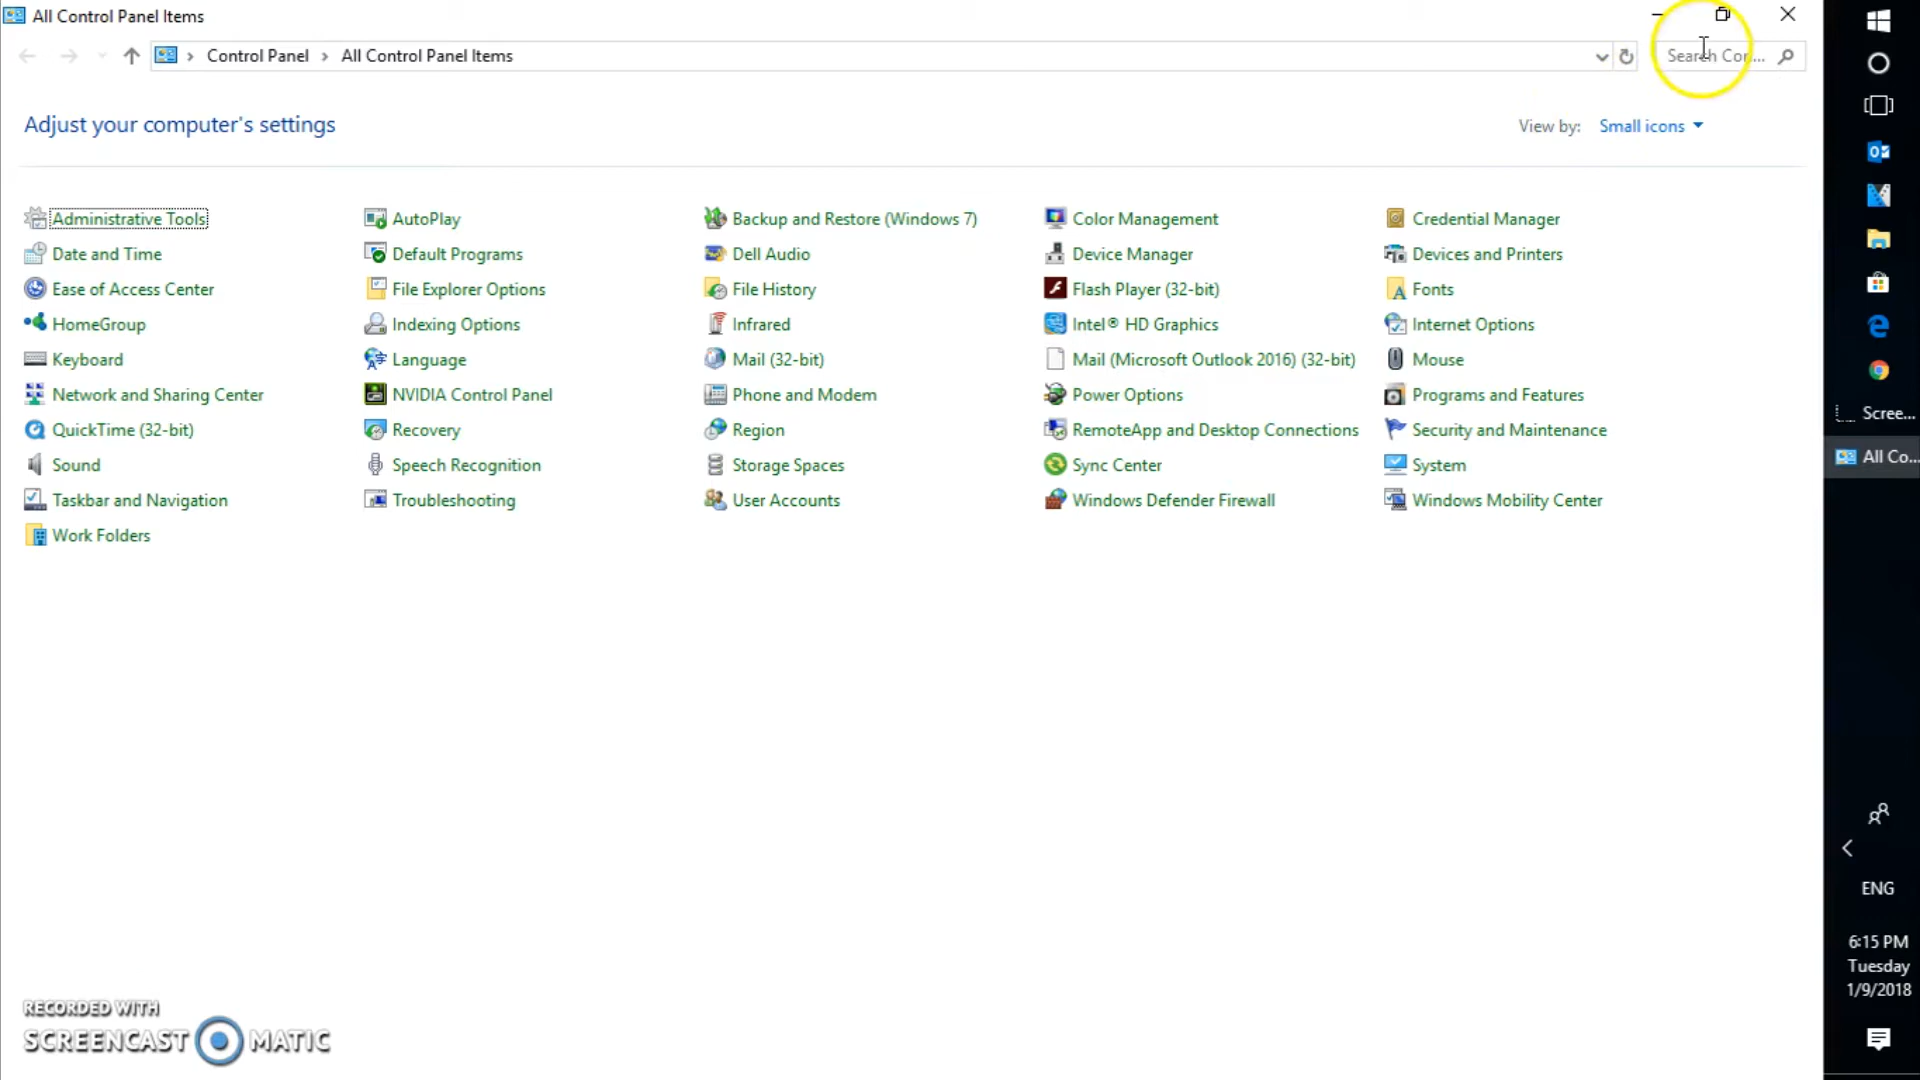 All Control Panel Items
Control Panel > All Control Panel Items
Search Con...
Adjust your computer's settings
View by: Small icons
Administrative Tools
AutoPlay
Backup and Restore (Windows 7)
Color Management
Credential Manager
Date and Time
Default Programs
Dell Audio
Device Manager
Devices and Printers
Ease of Access Center
File Explorer Options
File History
Flash Player (32-bit)
Fonts
HomeGroup
Indexing Options
Infrared
Intel® HD Graphics
Internet Options
Keyboard
Language
Mail (32-bit)
Mail (Microsoft Outlook 2016) (32-bit)
Mouse
Network and Sharing Center
NVIDIA Control Panel
Phone and Modem
Power Options
Programs and Features
QuickTime (32-bit)
Recovery
Region
RemoteApp and Desktop Connections
Security and Maintenance
Sound
Speech Recognition
Storage Spaces
Sync Center
System
Taskbar and Navigation
Troubleshooting
User Accounts
Windows Defender Firewall
Windows Mobility Center
Work Folders
Scree...
All Co...
ENG
6:15 PM
Tuesday
1/9/2018
RECORDED WITH
SCREENCAST MATIC